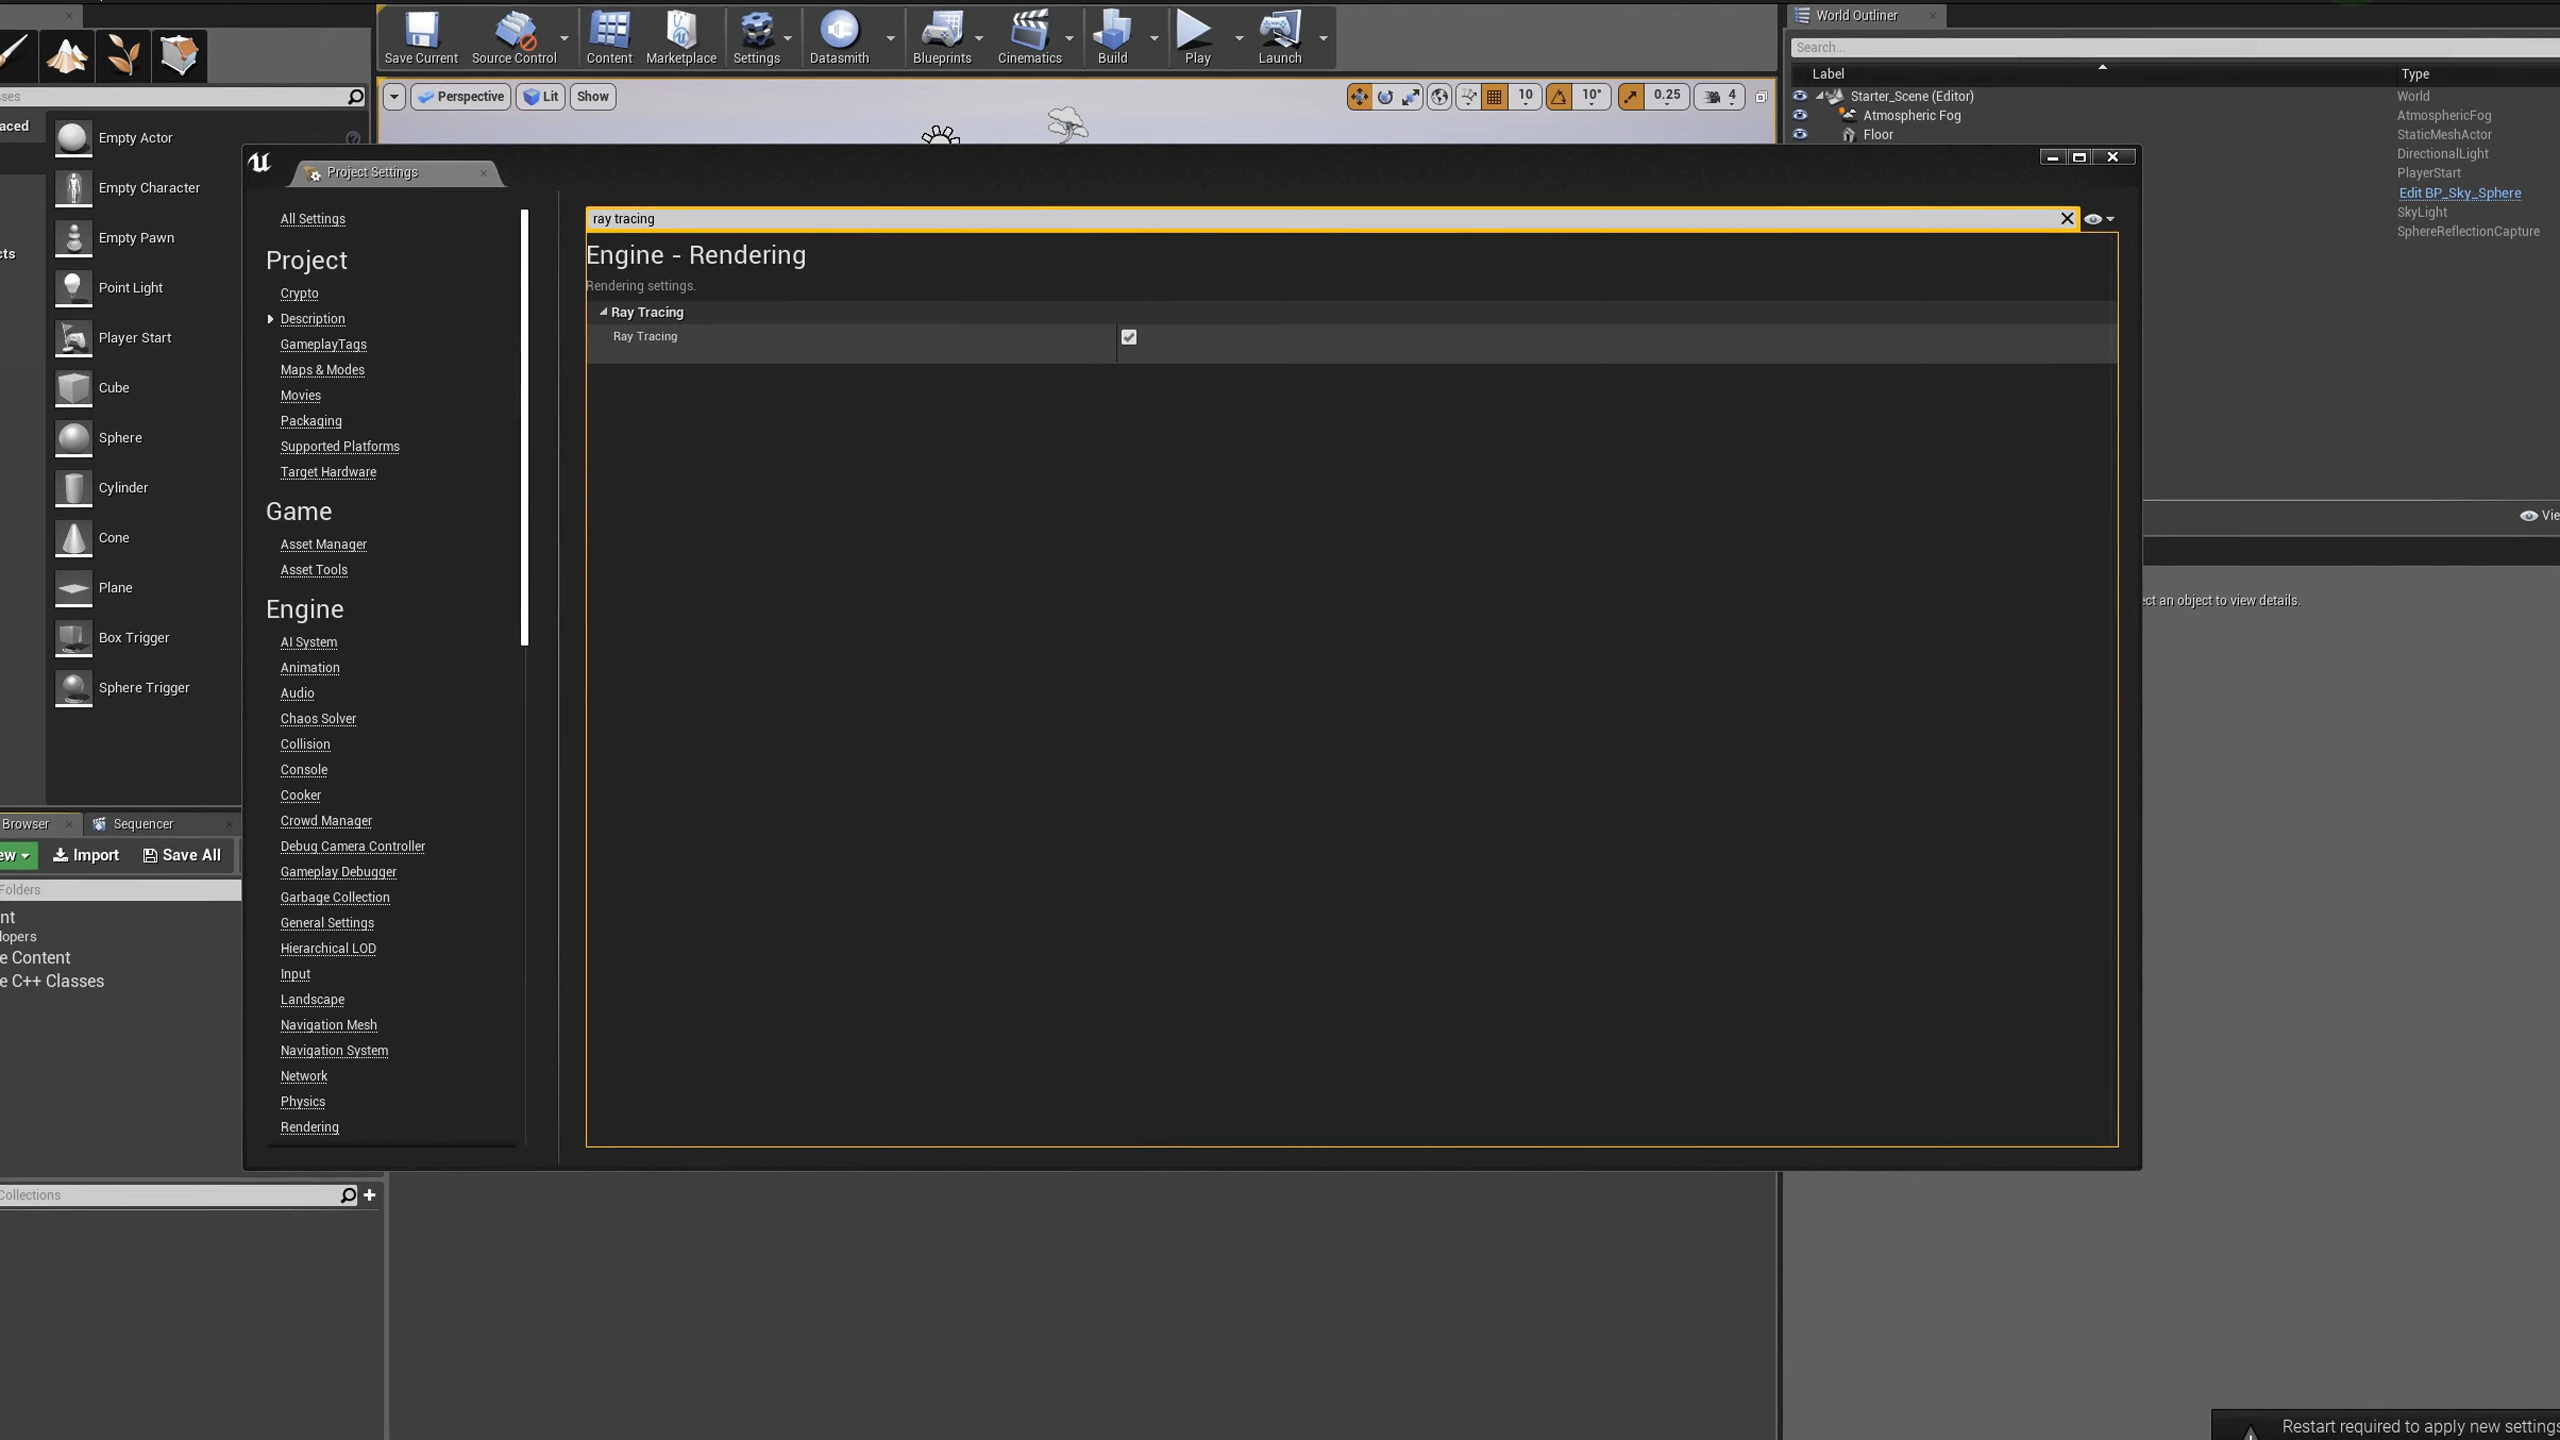 Save Current
Source Control
Content
Marketplace
Settings
Datasmith
Blueprints
Cinematics
Build
Play
Launch
World Outliner
Search...
Label
Type
Starter_Scene (Editor)
World
Atmospheric Fog
AtmosphericFog
Floor
StaticMeshActor
DirectionalLight
PlayerStart
Edit BP_Sky_Sphere
SkyLight
SphereReflectionCapture
Perspective
Lit
Show
10
10°
0.25
4
sses
aced
cts
Empty Actor
Empty Character
Empty Pawn
Point Light
Player Start
Cube
Sphere
Cylinder
Cone
Plane
Box Trigger
Sphere Trigger
Project Settings
All Settings
Project
Crypto
Description
GameplayTags
Maps & Modes
Movies
Packaging
Supported Platforms
Target Hardware
Game
Asset Manager
Asset Tools
Engine
AI System
Animation
Audio
Chaos Solver
Collision
Console
Cooker
Crowd Manager
Debug Camera Controller
Gameplay Debugger
Garbage Collection
General Settings
Hierarchical LOD
Input
Landscape
Navigation Mesh
Navigation System
Network
Physics
Rendering
ray tracing
Engine - Rendering
Rendering settings.
Ray Tracing
Ray Tracing
Vie
ect an object to view details.
Browser
Sequencer
ew
Import
Save All
Folders
nt
lopers
e Content
e C++ Classes
Collections
Restart required to apply new settings